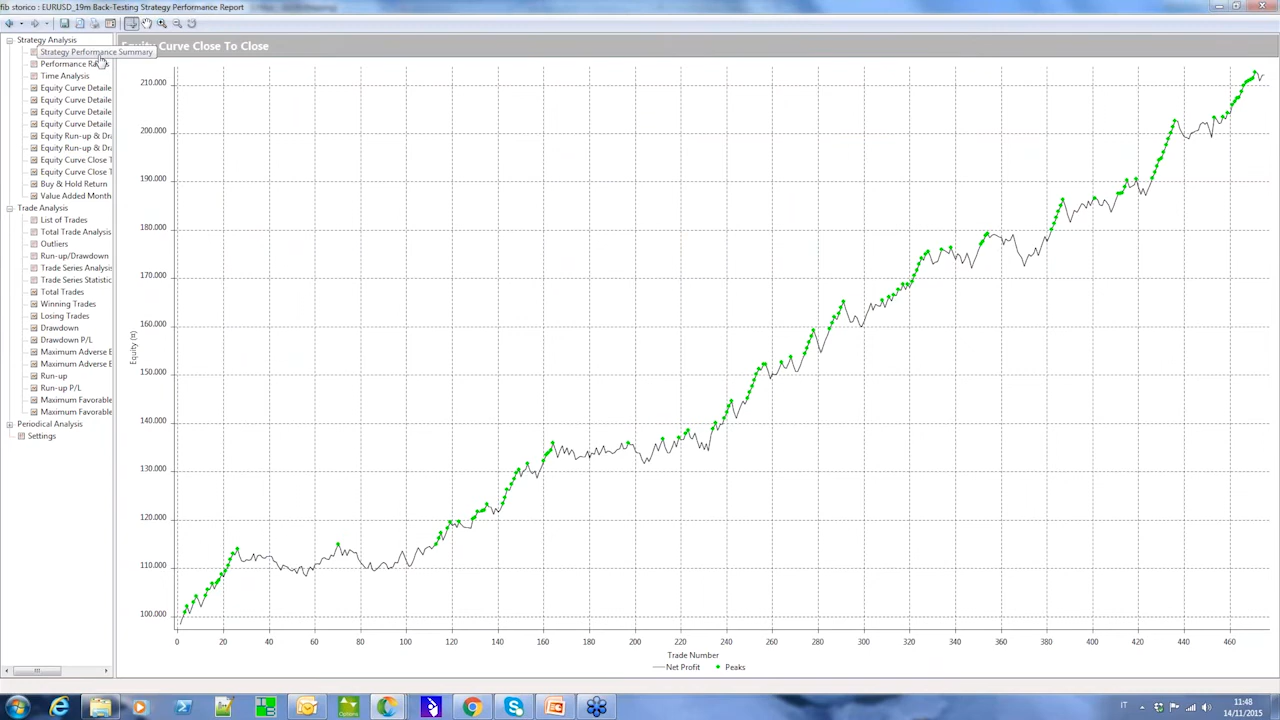 fib storico : EURUSD_19m Back-Testing Strategy Performance Report
Strategy Analysis
Strategy Performance Summary
Performance
Time Analysis
Equity Curve Detaile
Equity Curve Detaile
Equity Curve Detaile
Equity Curve Detaile
Equity Run-up & Dra
Equity Run-up & Dra
Equity Curve Close T
Equity Curve Close T
Buy & Hold Return
Value Added Month
Trade Analysis
List of Trades
Total Trade Analysis
Outliers
Run-up/Drawdown
Trade Series Analysis
Trade Series Statistic
Total Trades
Winning Trades
Losing Trades
Drawdown
Drawdown P/L
Maximum Adverse E
Maximum Adverse E
Run-up
Run-up P/L
Maximum Favorable
Maximum Favorable
Periodical Analysis
Settings
Equity Curve Close To Close
210.000
200.000
190.000
180.000
170.000
160.000
150.000
140.000
130.000
120.000
110.000
100.000
Equity (¤)
0 20 40 60 80 100 120 140 160 180 200 220 240 260 280 300 320 340 360 380 400 420 440 460
Trade Number
Net Profit Peaks
Options
IT
11:48
14/11/2015